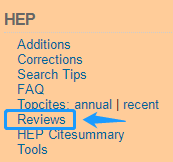 HEP
Additions
Corrections
Search Tips
FAQ
Topcites: annual | recent
Reviews
HEP Citesummary
Tools